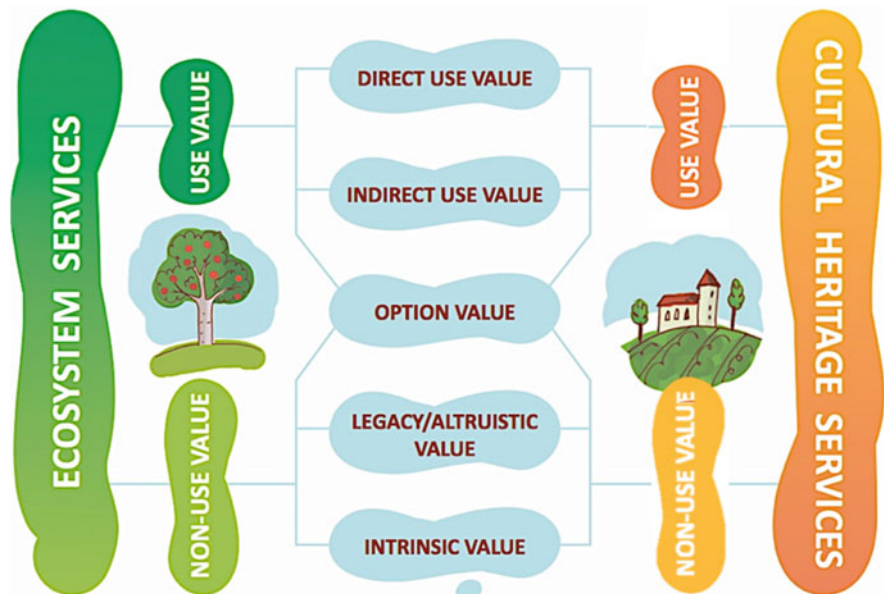 ECOSYSTEM SERVICES
USE VALUE
NON-USE VALUE
DIRECT USE VALUE
INDIRECT USE VALUE
OPTION VALUE
LEGACY/ALTRUISTIC
VALUE
INTRINSIC VALUE
USE VALUE
NON-USE VALUE
CULTURAL HERITAGE SERVICES